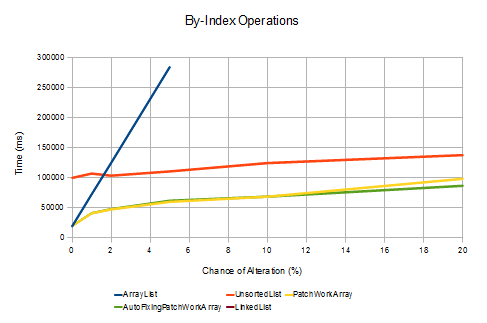 By-Index Operations
300000
250000
200000
150000
100000
50000
0
Time (ms)
0 2 4 6 8 10 12 14 16 18 20
Chance of Alteration (%)
ArrayList UnsortedList PatchWorkArray
AutoFixingPatchWorkArray LinkedList